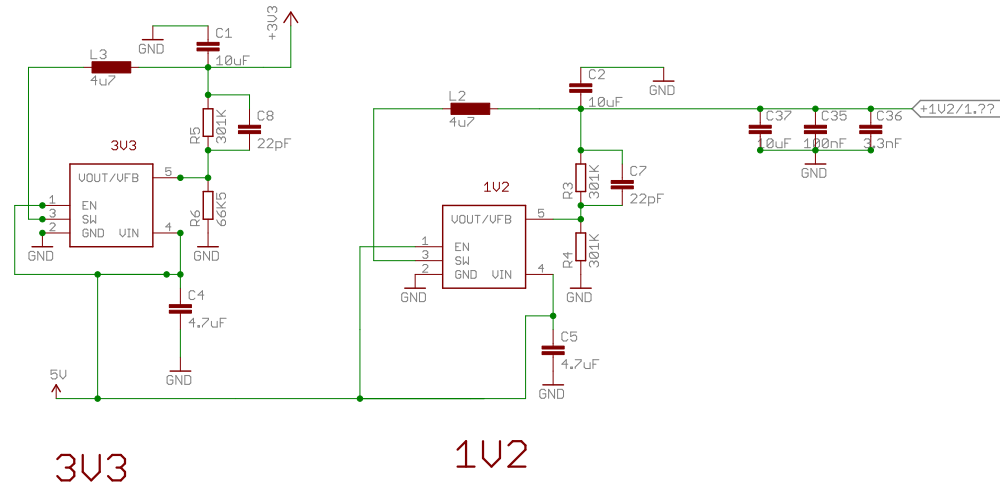 +3V3
C1
GND
10uF
L3
4u7
C8
R5
301K
22pF
3V3
VOUT/VFB
5
1
EN
3
SW
2
GND
VIN
4
R6
66K5
GND
GND
C4
4.7uF
GND
5V
3V3
C2
GND
10uF
L2
4u7
C37
10uF
C35
100nF
C36
3.3nF
+1V2/1.??
GND
C7
R3
301K
22pF
1V2
VOUT/VFB
5
1
EN
3
SW
2
GND
VIN
4
R4
301K
GND
GND
C5
4.7uF
GND
1V2